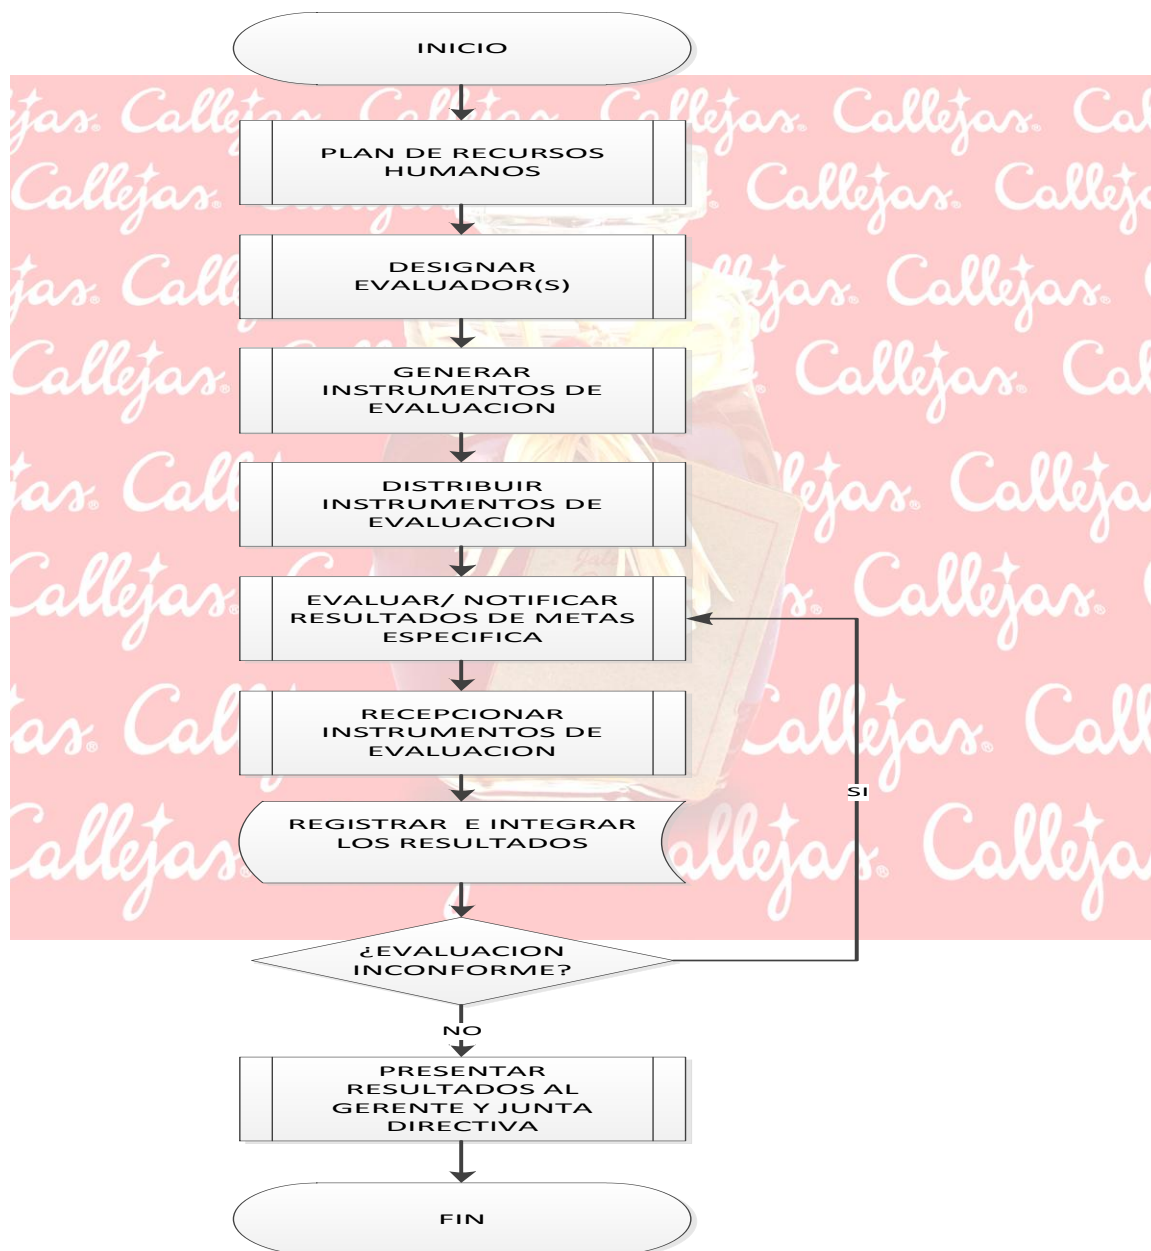 INICIO
PLAN DE RECURSOS
HUMANOS
DESIGNAR
EVALUADOR(S)
GENERAR
INSTRUMENTOS DE
EVALUACION
DISTRIBUIR
INSTRUMENTOS DE
EVALUACION
EVALUAR/ NOTIFICAR
RESULTADOS DE METAS
ESPECIFICA
RECEPCIONAR
INSTRUMENTOS DE
EVALUACION
SI
REGISTRAR E INTEGRAR
LOS RESULTADOS
¿EVALUACION
INCONFORME?
NO
PRESENTAR
RESULTADOS AL
GERENTE Y JUNTA
DIRECTIVA
FIN
Callejas®